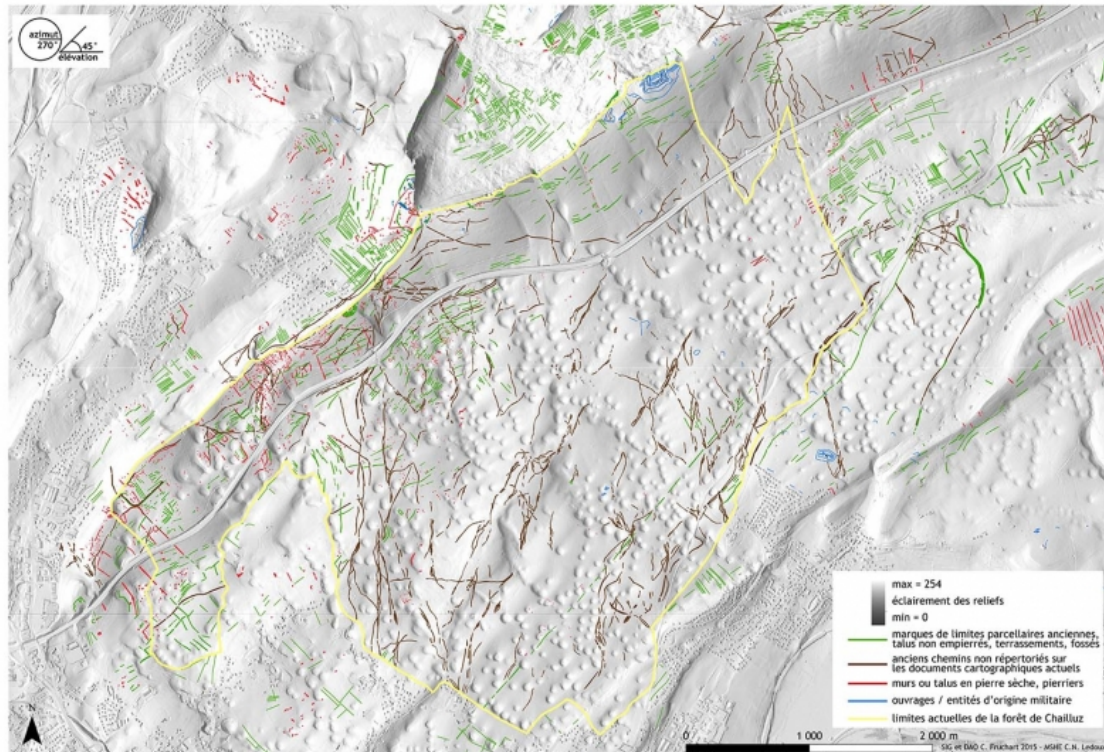 azimut
270° 45°
élévation
max = 254
éclairement des reliefs
min = 0
marques de limites parcellaires anciennes,
talus non empierrés, terrassements, fossés
anciens chemins non répertoriés sur
les documents cartographiques actuels
murs ou talus en pierre sèche, pierriers
ouvrages / entités d'origine militaire
limites actuelles de la forêt de Chailluz
N
0 1 000 2 000 m
SIG et DAO C. Fruchart 2015 - MSHE C.N. Ledoux